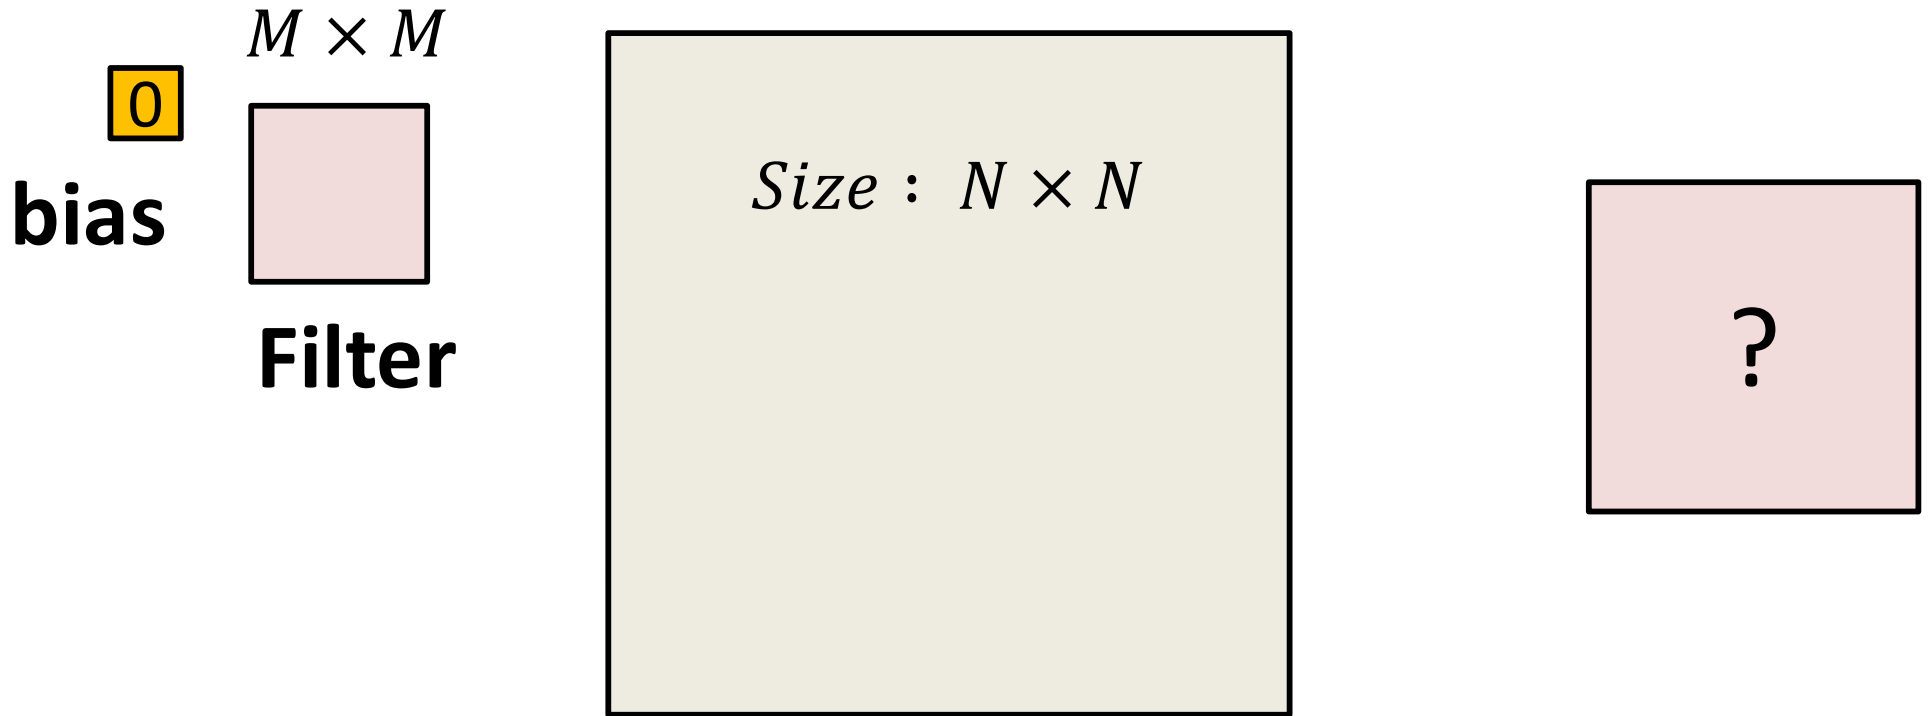 M × M
0
bias
Filter
Size : N × N
?